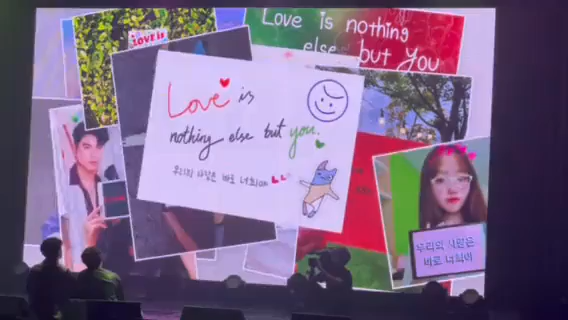 Love is nothing
else but you
Love is
Love is
nothing else but you.
우리의 사랑은 바로 너희야
우리의 사랑은
바로 너희야